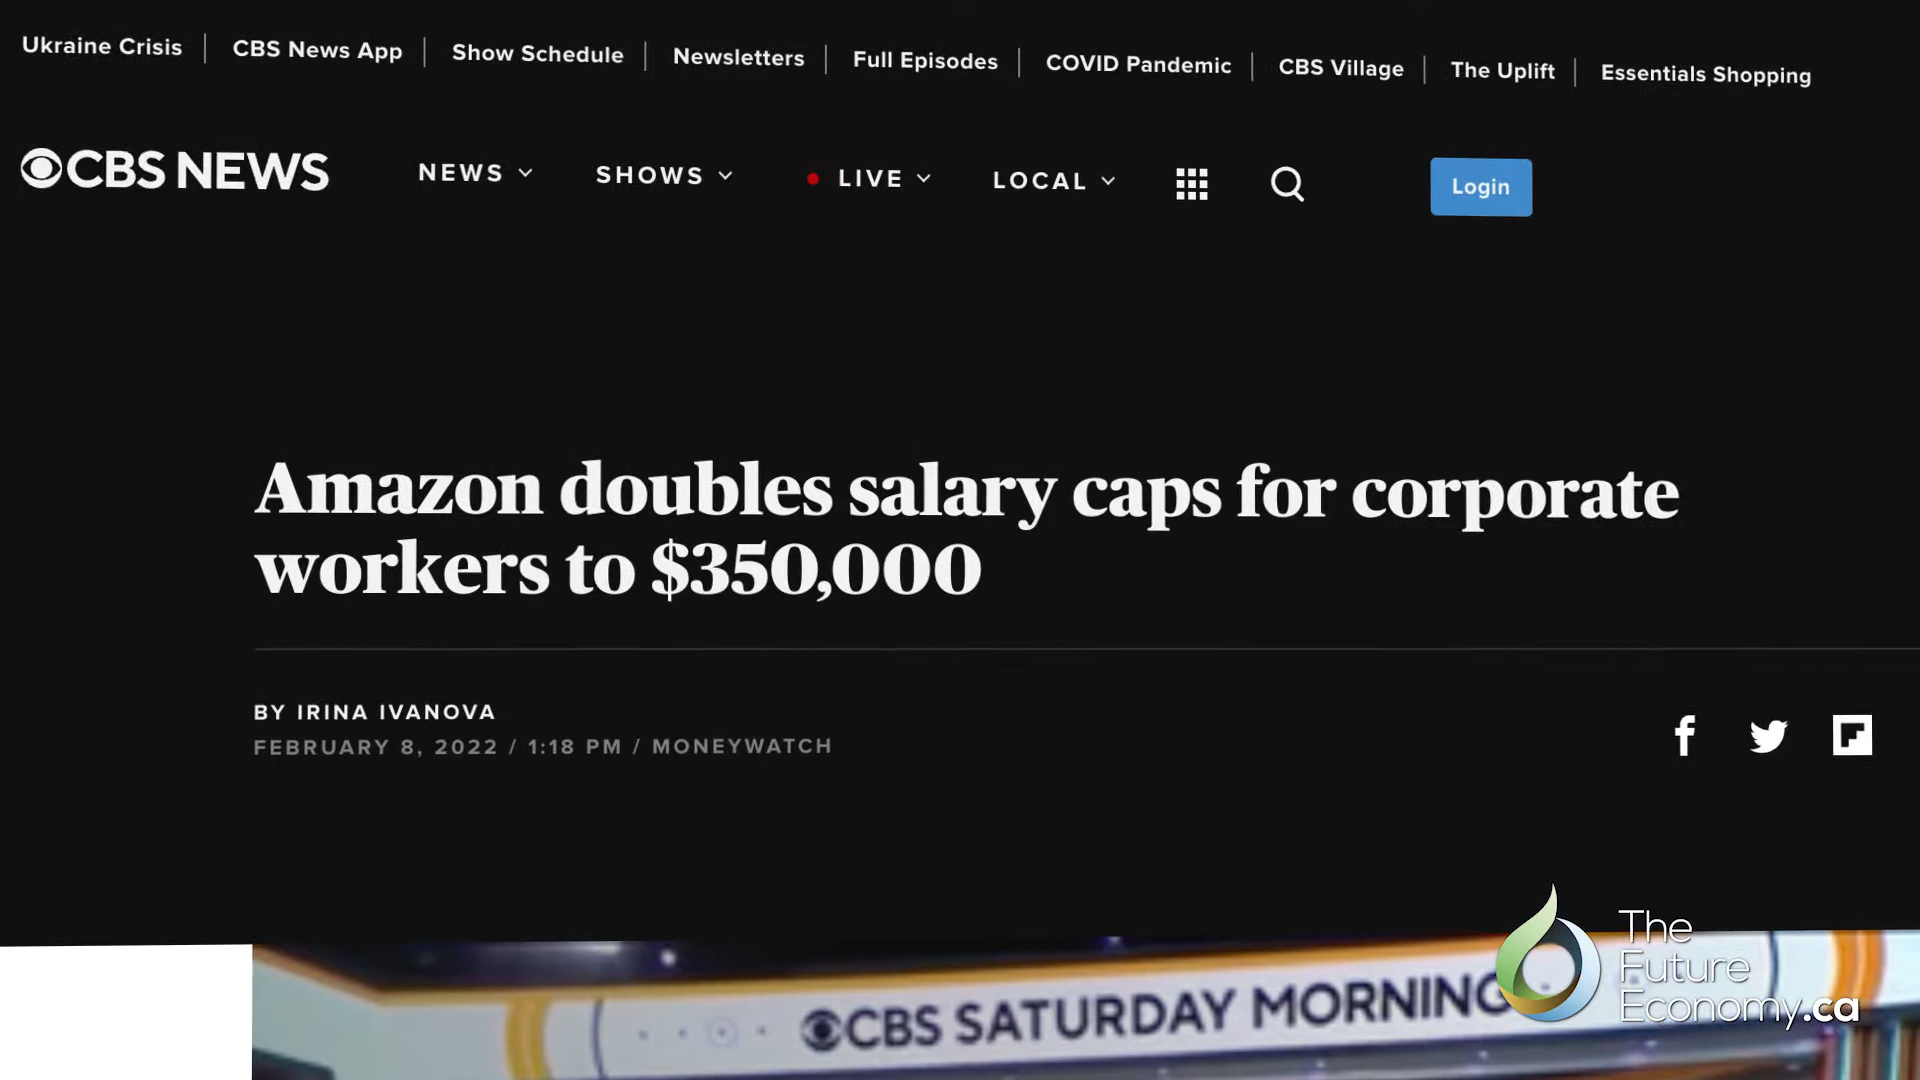 Ukraine Crisis | CBS News App | Show Schedule | Newsletters | Full Episodes | COVID Pandemic | CBS Village | The Uplift | Essentials Shopping
CBS NEWS NEWS SHOWS LIVE LOCAL Login
Amazon doubles salary caps for corporate
workers to $350,000
BY IRINA IVANOVA
FEBRUARY 8, 2022 / 1:18 PM / MONEYWATCH
CBS SATURDAY MORNING
The
Future
Economy.ca